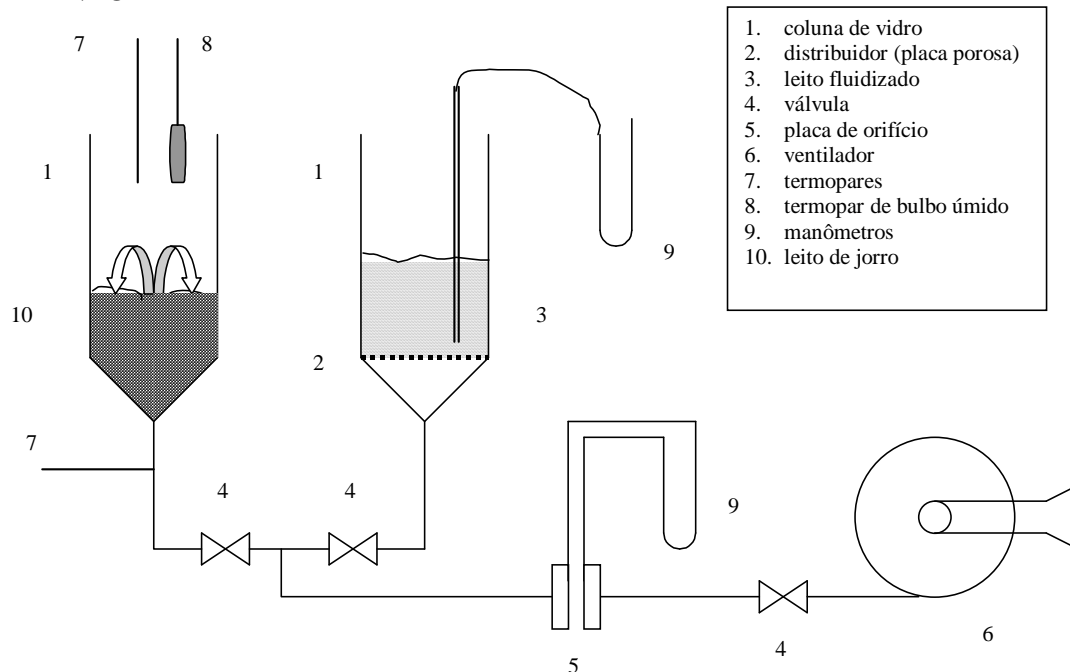 7
8
1. coluna de vidro
2. distribuidor (placa porosa)
3. leito fluidizado
4. válvula
5. placa de orifício
6. ventilador
7. termopares
8. termopar de bulbo úmido
9. manômetros
10. leito de jorro
1
1
9
10
3
2
7
4
4
9
5
4
6